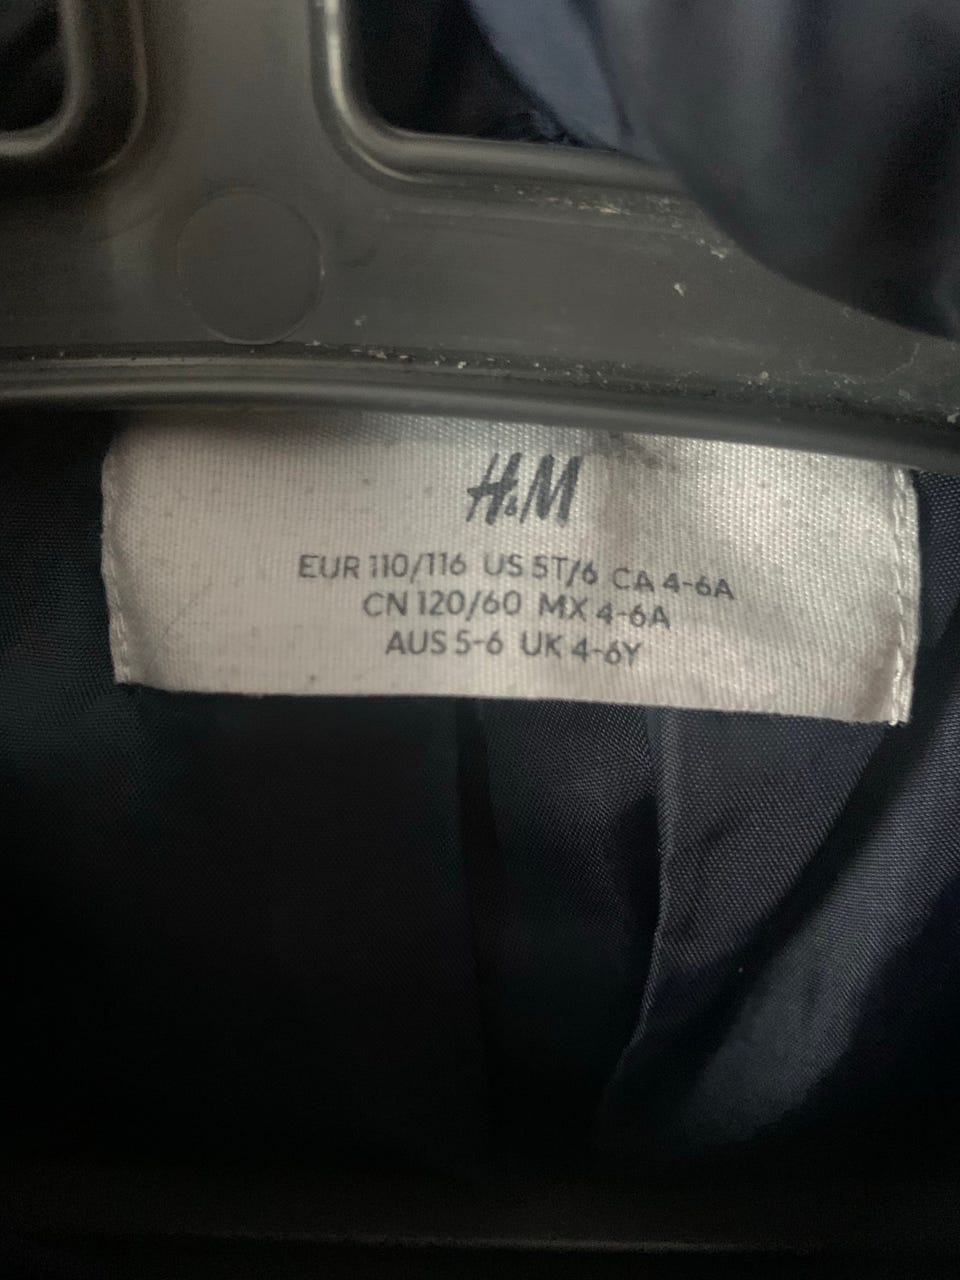 H&M
EUR 110/116 US 5T/6 CA 4-6A
CN 120/60 MX 4-6A
AUS 5-6 UK 4-6Y